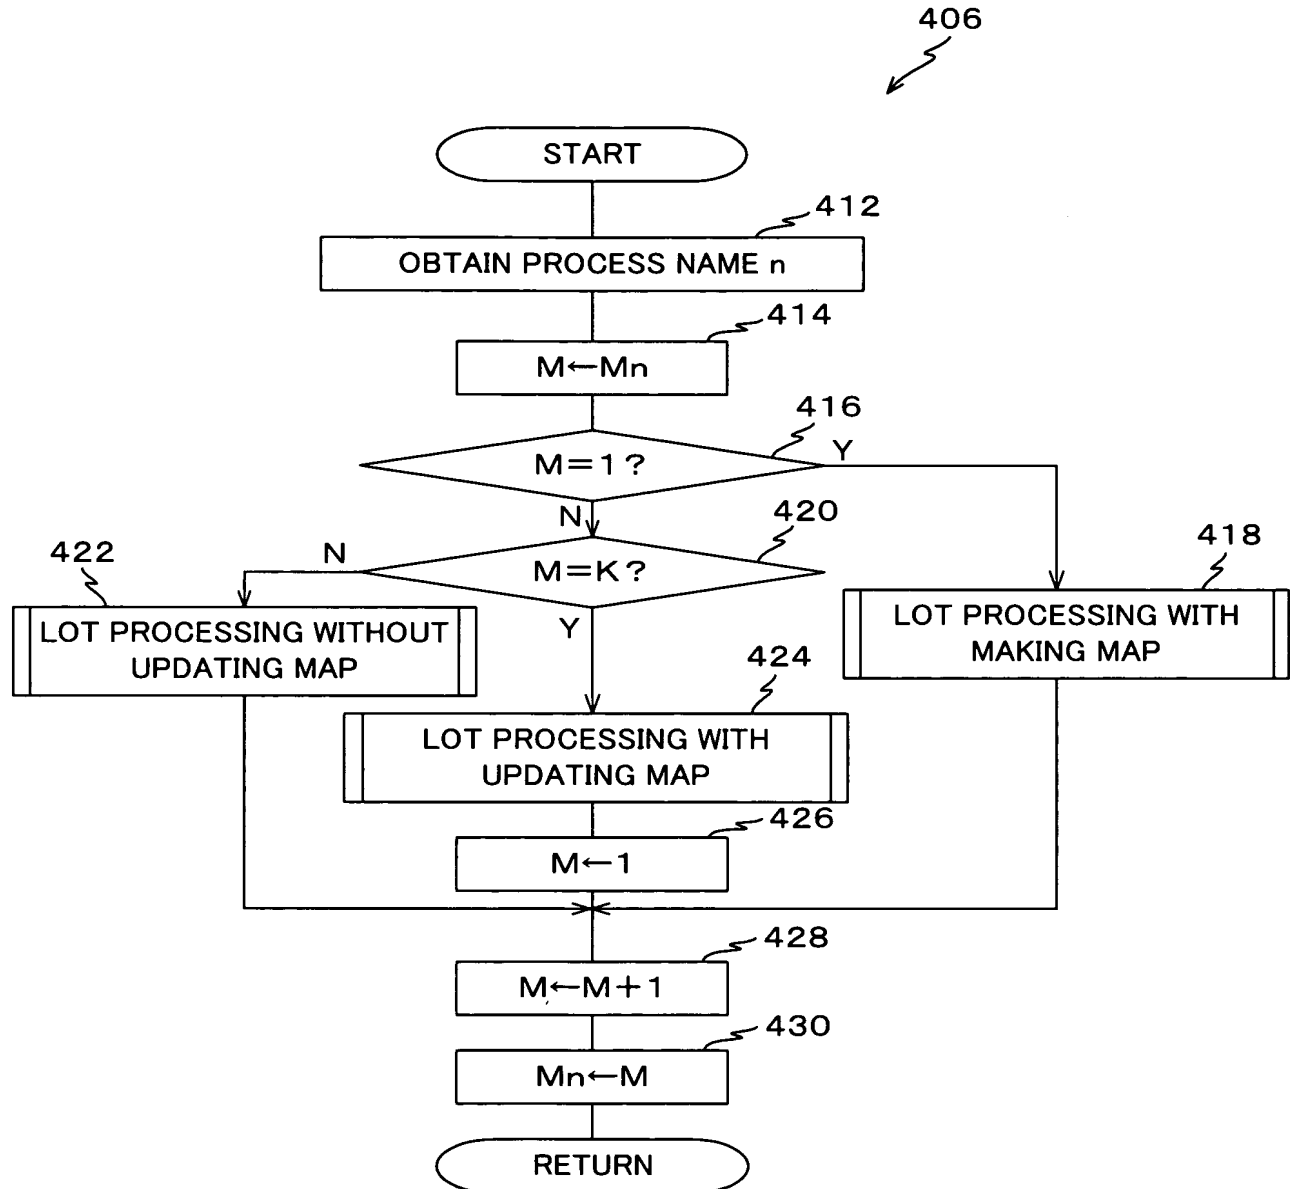 406
START
412
OBTAIN PROCESS NAME n
414
M←Mn
416
M=1?
Y
N
420
M=K?
N
Y
422
LOT PROCESSING WITHOUT
UPDATING MAP
418
LOT PROCESSING WITH
MAKING MAP
424
LOT PROCESSING WITH
UPDATING MAP
426
M←1
428
M←M+1
430
Mn←M
RETURN